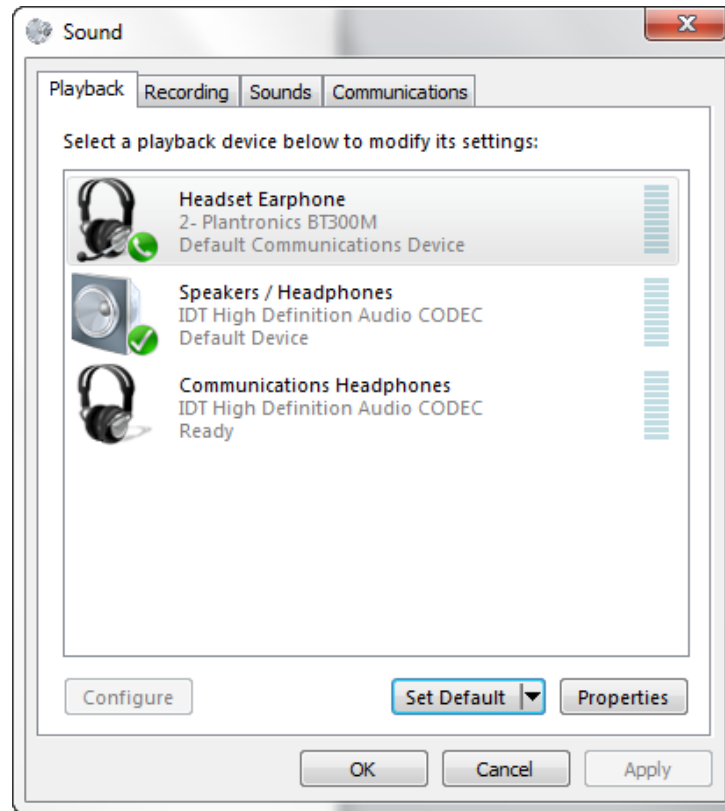 Sound
Playback Recording Sounds Communications
Select a playback device below to modify its settings:
Headset Earphone
2- Plantronics BT300M
Default Communications Device
Speakers / Headphones
IDT High Definition Audio CODEC
Default Device
Communications Headphones
IDT High Definition Audio CODEC
Ready
Configure Set Default Properties
OK Cancel Apply